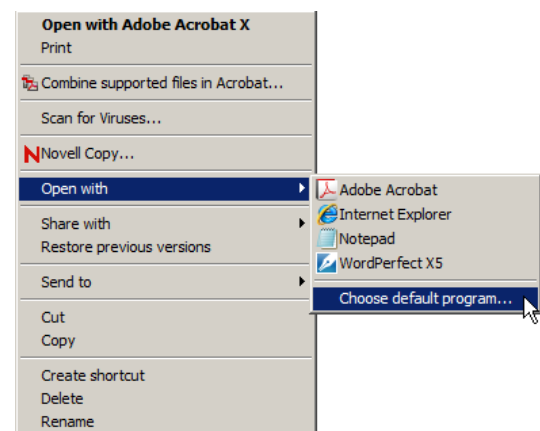 Open with Adobe Acrobat X
Print
Combine supported files in Acrobat...
Scan for Viruses...
Novell Copy...
Open with
Share with
Restore previous versions
Send to
Cut
Copy
Create shortcut
Delete
Rename
Adobe Acrobat
Internet Explorer
Notepad
WordPerfect X5
Choose default program...